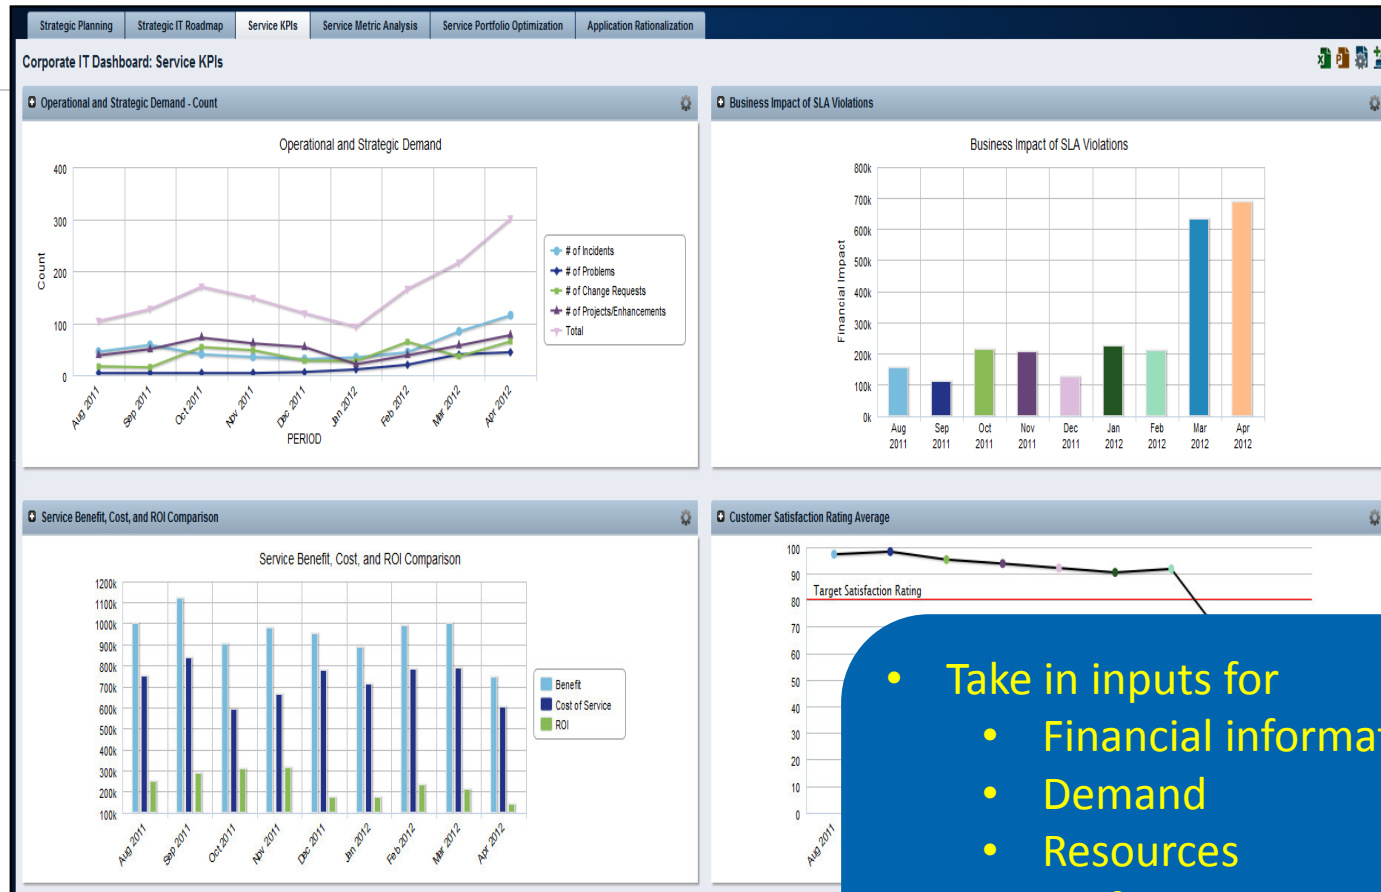 Strategic Planning Strategic IT Roadmap Service KPIs Service Metric Analysis Service Portfolio Optimization Application Rationalization
Corporate IT Dashboard: Service KPIs
Operational and Strategic Demand - Count
Operational and Strategic Demand
400
300
200
100
0
Count
Aug 2011 Sep 2011 Oct 2011 Nov 2011 Dec 2011 Jan 2012 Feb 2012 Mar 2012 Apr 2012
PERIOD
# of Incidents
# of Problems
# of Change Requests
# of Projects/Enhancements
Total
Business Impact of SLA Violations
Business Impact of SLA Violations
800k
700k
600k
500k
400k
300k
200k
100k
0k
Financial Impact
Aug Sep Oct Nov Dec Jan Feb Mar Apr
2011 2011 2011 2011 2011 2012 2012 2012 2012
Service Benefit, Cost, and ROI Comparison
Service Benefit, Cost, and ROI Comparison
1200k
1100k
1000k
900k
800k
700k
600k
500k
400k
300k
200k
100k
Aug 2011 Sep 2011 Oct 2011 Nov 2011 Dec 2011 Jan 2012 Feb 2012 Mar 2012 Apr 2012
Benefit
Cost of Service
ROI
Customer Satisfaction Rating Average
100
90
Target Satisfaction Rating
80
70
60
50
40
30
20
10
0
Aug 2011
• Take in inputs for
• Financial informat
• Demand
• Resources